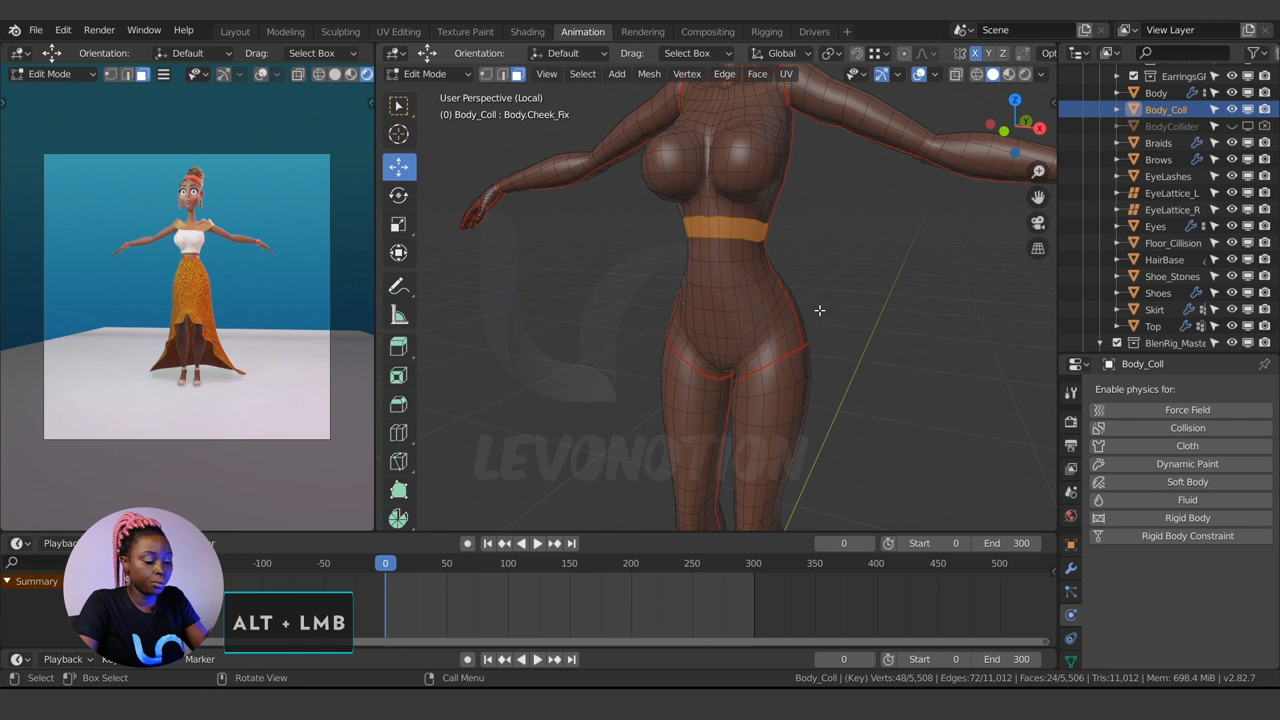 File Edit Render Window Help Layout Modeling Sculpting UV Editing Texture Paint Shading Animation Rendering Compositing Rigging Drivers + Scene View Layer
Orientation: Default Drag: Select Box
Orientation: Default Drag: Select Box Global X Y Z Opt
Edit Mode
Edit Mode View Select Add Mesh Vertex Edge Face UV
User Perspective (Local)
(0) Body_Coll : Body.Cheek_Fix
Z
Y
X
EarringsGF
Body
Body_Coll
BodyCollider
Braids
Brows
EyeLashes
EyeLattice_L
EyeLattice_R
Eyes
Floor_Collision
HairBase
Shoe_Stones
Shoes
Skirt
Top
BlenRig_Maste
Body_Coll
Enable physics for:
Force Field
Collision
Cloth
Dynamic Paint
Soft Body
Fluid
Rigid Body
Rigid Body Constraint
LEVONOTION
Playback 0 Start 0 End 300
-100 -50 0 50 100 150 200 250 300 350 400 450 500
Summary
ALT + LMB
Playback Marker 0 Start 0 End 300
Select Box Select Rotate View Call Menu Body_Coll | (Key) Verts:48/5,508 | Edges:72/11,012 | Faces:24/5,506 | Tris:11,012 | Mem: 698.4 MiB | v2.82.7